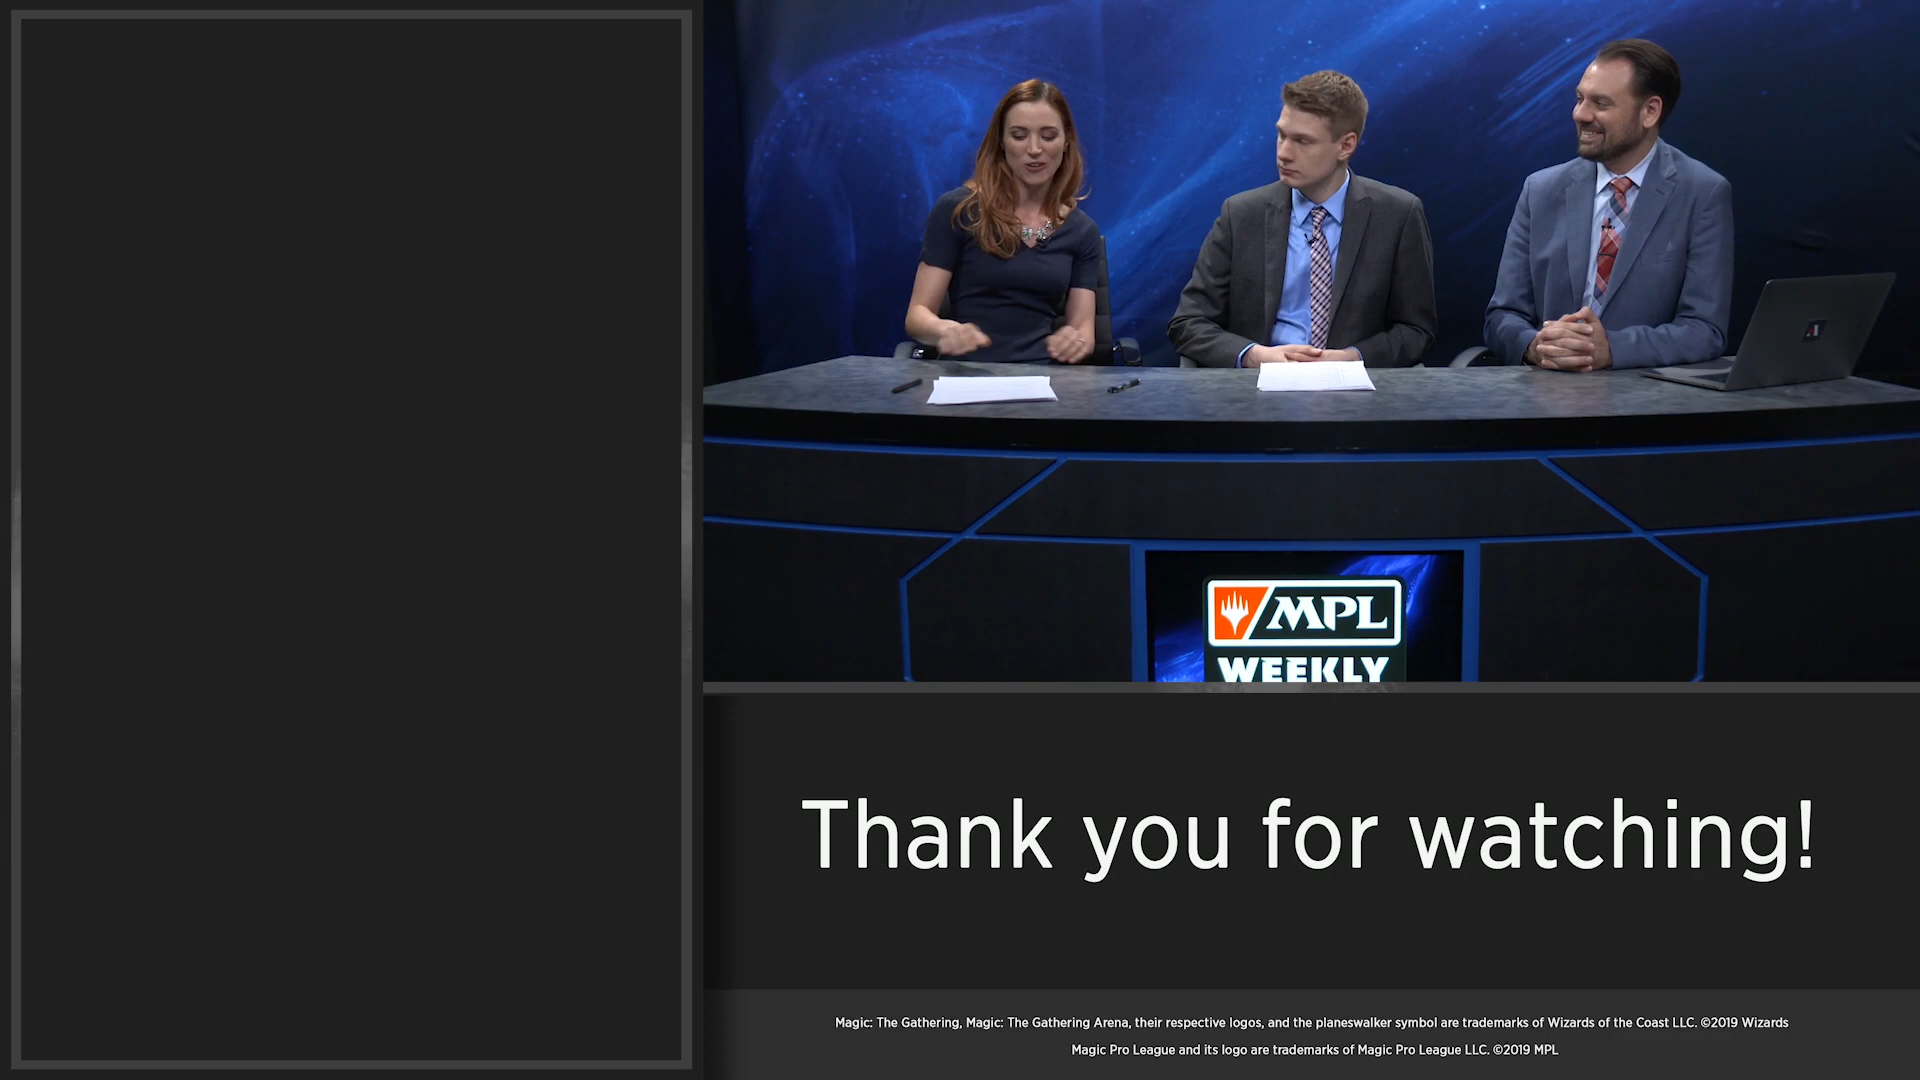 MPL
WEEKLY
Thank you for watching!
Magic: The Gathering, Magic: The Gathering Arena, their respective logos, and the planeswalker symbol are trademarks of Wizards of the Coast LLC. ©2019 Wizards
Magic Pro League and its logo are trademarks of Magic Pro League LLC. ©2019 MPL